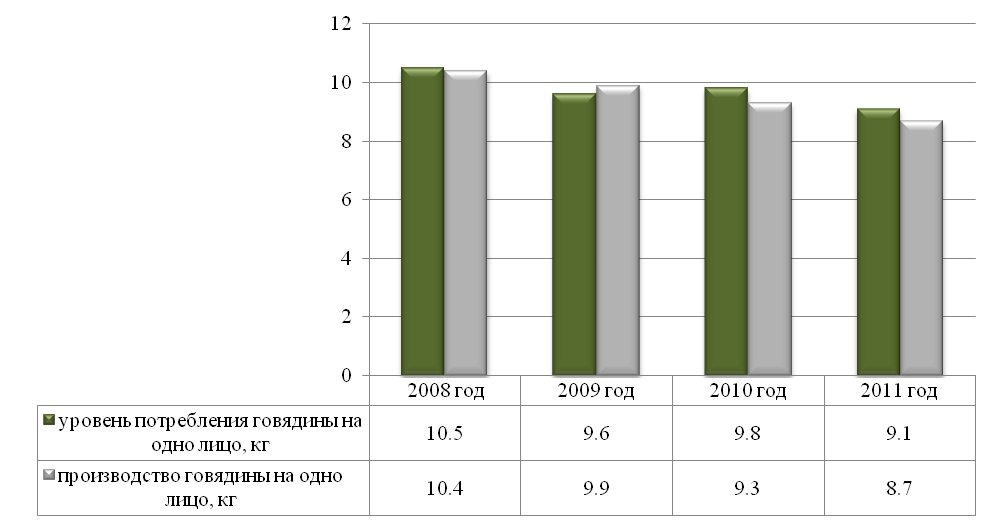 12
10
8
6
4
2
0
2008 год 2009 год 2010 год 2011 год
уровень потребления говядины на
одно лицо, кг
10.5 9.6 9.8 9.1
производство говядины на одно
лицо, кг
10.4 9.9 9.3 8.7